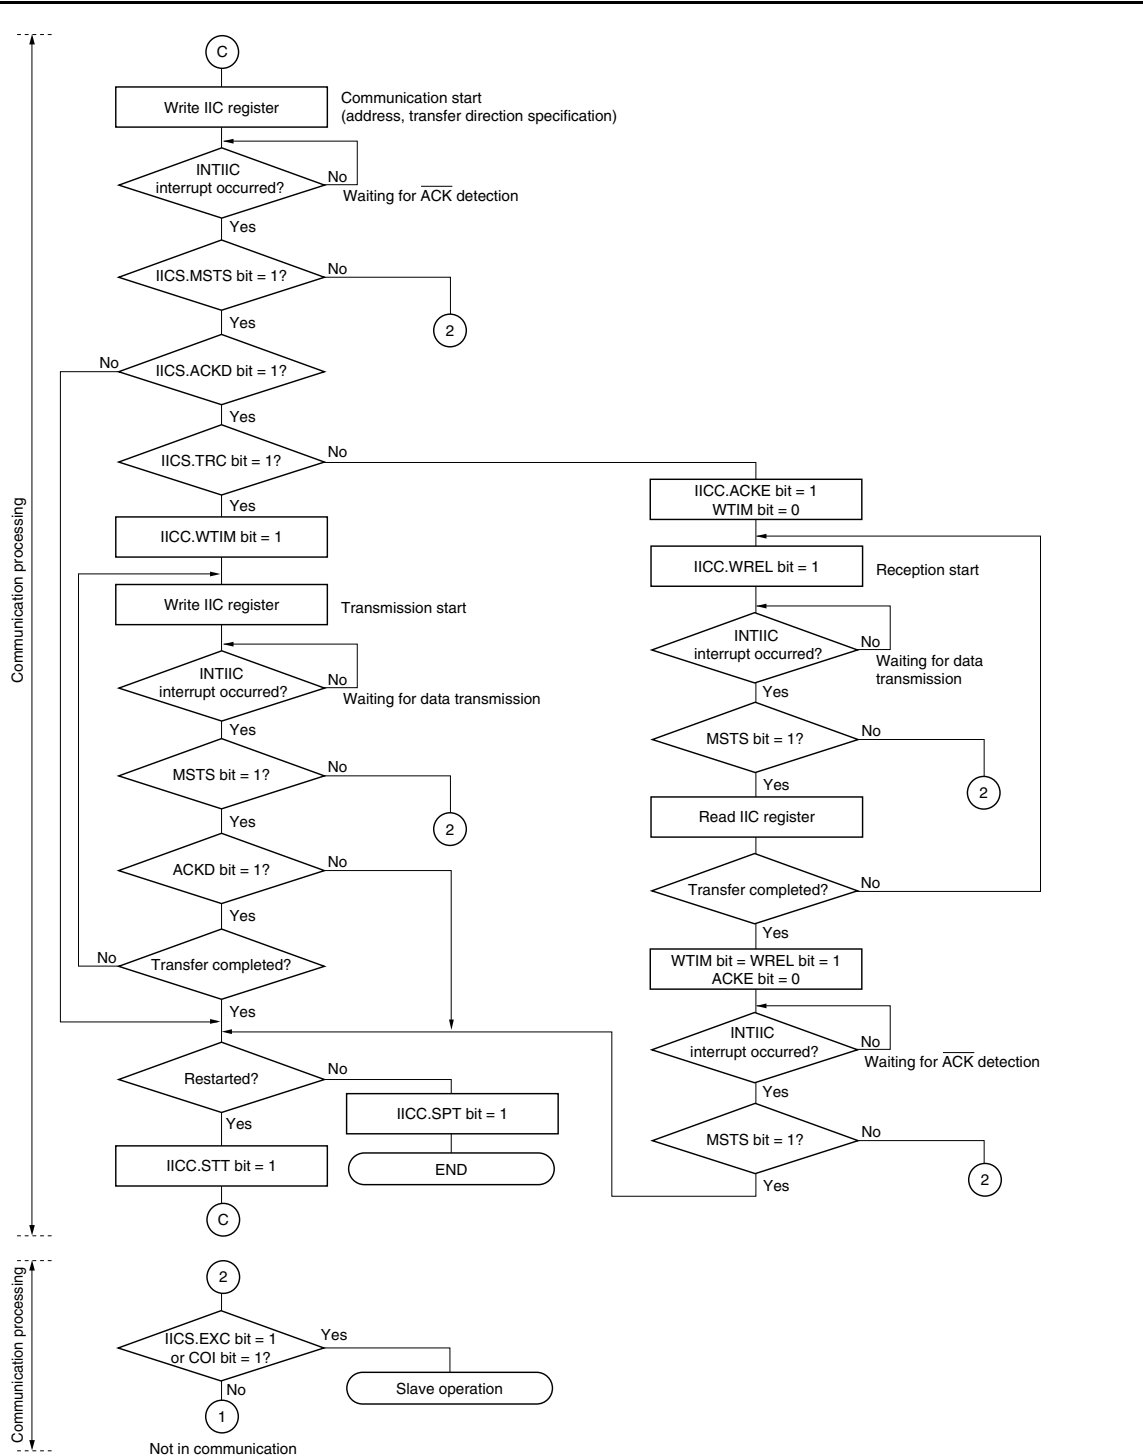 C
Write IIC register
Communication start
(address, transfer direction specification)
INTIIC
interrupt occurred?
No
Waiting for ACK detection
Yes
IICS.MSTS bit = 1?
No
2
Yes
No
IICS.ACKD bit = 1?
Yes
IICS.TRC bit = 1?
No
Yes
IICC.WTIM bit = 1
Write IIC register
Transmission start
INTIIC
interrupt occurred?
No
Waiting for data transmission
Yes
MSTS bit = 1?
No
2
Yes
ACKD bit = 1?
No
Yes
No
Transfer completed?
Yes
IICC.ACKE bit = 1
WTIM bit = 0
IICC.WREL bit = 1
Reception start
INTIIC
interrupt occurred?
No
Waiting for data
transmission
Yes
MSTS bit = 1?
No
2
Yes
Read IIC register
Transfer completed?
No
Yes
WTIM bit = WREL bit = 1
ACKE bit = 0
INTIIC
interrupt occurred?
No
Waiting for ACK detection
Yes
MSTS bit = 1?
No
2
Yes
Restarted?
No
IICC.SPT bit = 1
END
Yes
IICC.STT bit = 1
C
Communication processing
2
IICS.EXC bit = 1
or COI bit = 1?
Yes
Slave operation
No
1
Not in communication
Communication processing